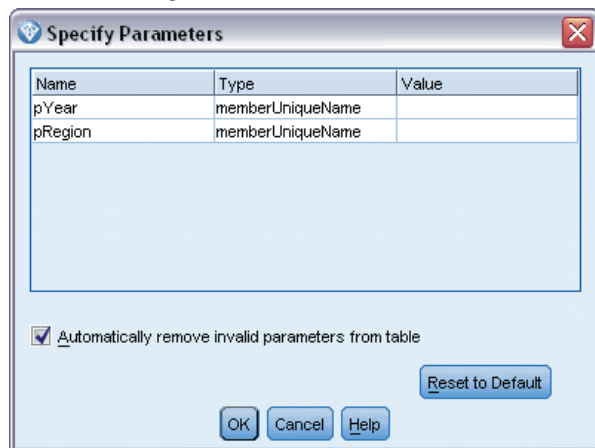 Specify Parameters
Name Type Value
pYear memberUniqueName
pRegion memberUniqueName
Automatically remove invalid parameters from table
Reset to Default
OK Cancel Help